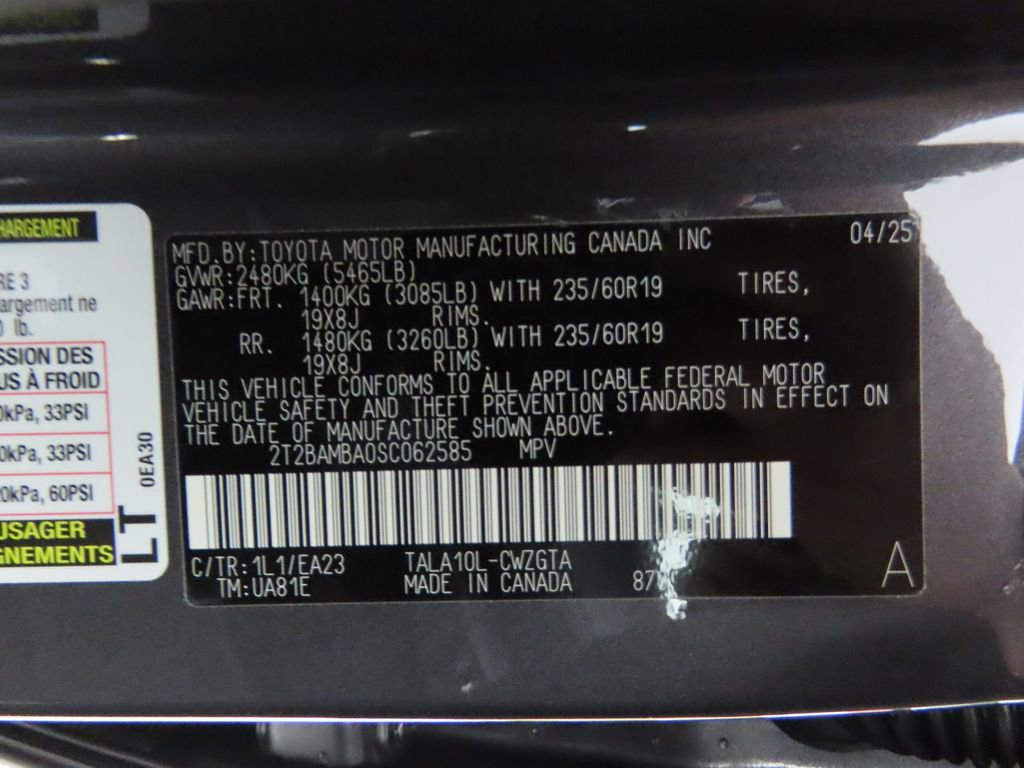 HARGEMENT
RE 3
argement ne
lb.
SSION DES
US À FROID
0kPa, 33PSI
0kPa, 33PSI
20kPa, 60PSI
USAGER
GNEMENTS
LT
0EA30
MFD.BY:TOYOTA MOTOR MANUFACTURING CANADA INC 04/25
GVWR:2480KG (5465LB)
GAWR:FRT. 1400KG (3085LB) WITH 235/60R19 TIRES,
19X8J RIMS.
RR. 1480KG (3260LB) WITH 235/60R19 TIRES,
19X8J RIMS.
THIS VEHICLE CONFORMS TO ALL APPLICABLE FEDERAL MOTOR
VEHICLE SAFETY AND THEFT PREVENTION STANDARDS IN EFFECT ON
THE DATE OF MANUFACTURE SHOWN ABOVE.
2T2BAMBA0SC062585 MPV
C/TR:1L1/EA23 TALA10L-CWZGTA
TM:UA81E MADE IN CANADA A